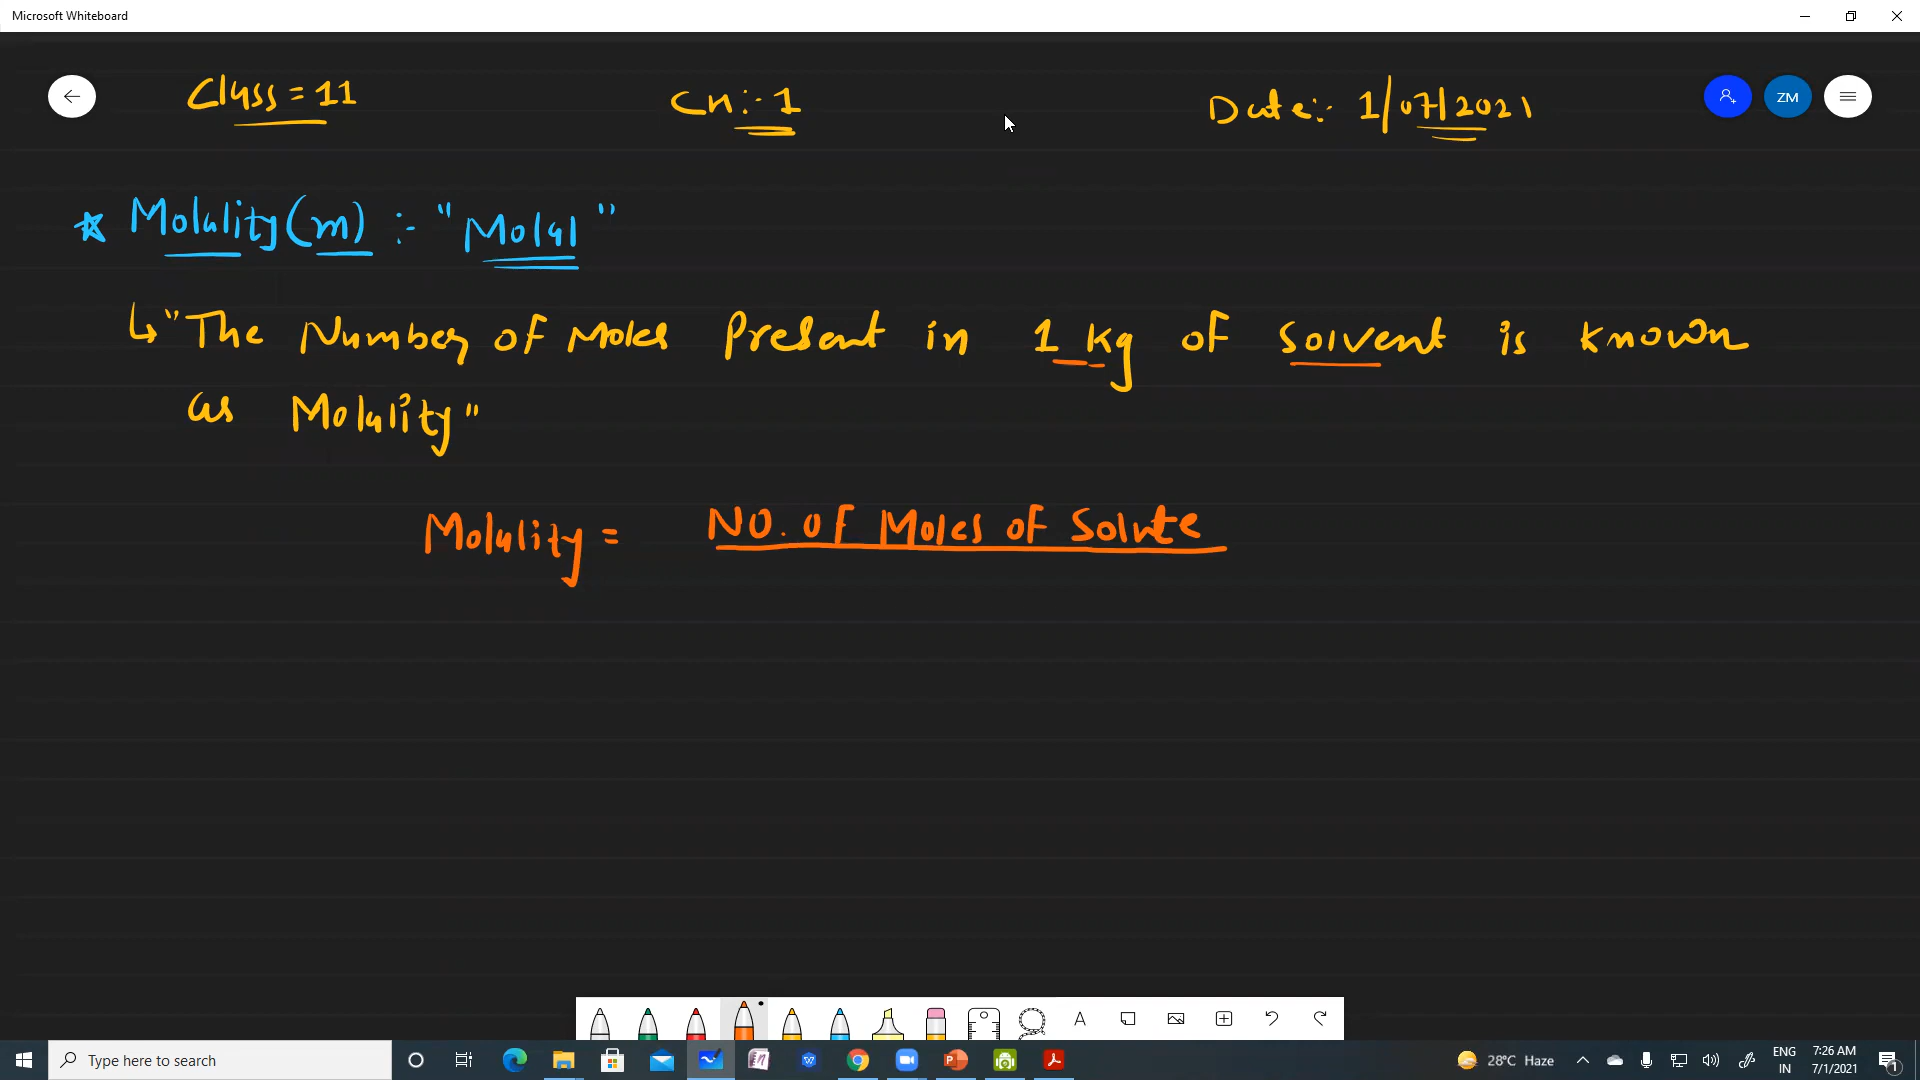 Microsoft Whiteboard
Class = 11 Ch :- 1 Date :- 1/07/2021
ZM
Molality (m) :- "Molal"
"The Number of Moles Present in 1 kg of solvent is known
as Molality"
Molality = NO. of Moles of Solute
A
Type here to search
28°C Haze
ENG
IN
7:26 AM
7/1/2021
1